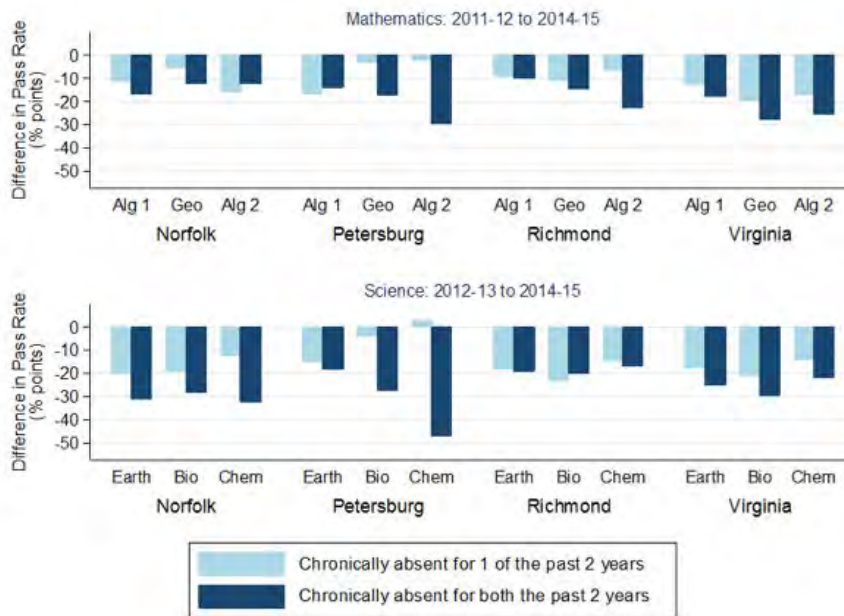 Mathematics: 2011-12 to 2014-15
Difference in Pass Rate
(% points)
0
-10
-20
-30
-40
-50
Alg 1 Geo Alg 2 Alg 1 Geo Alg 2 Alg 1 Geo Alg 2 Alg 1 Geo Alg 2
Norfolk Petersburg Richmond Virginia
Science: 2012-13 to 2014-15
Difference in Pass Rate
(% points)
0
-10
-20
-30
-40
-50
Earth Bio Chem Earth Bio Chem Earth Bio Chem Earth Bio Chem
Norfolk Petersburg Richmond Virginia
Chronically absent for 1 of the past 2 years
Chronically absent for both the past 2 years